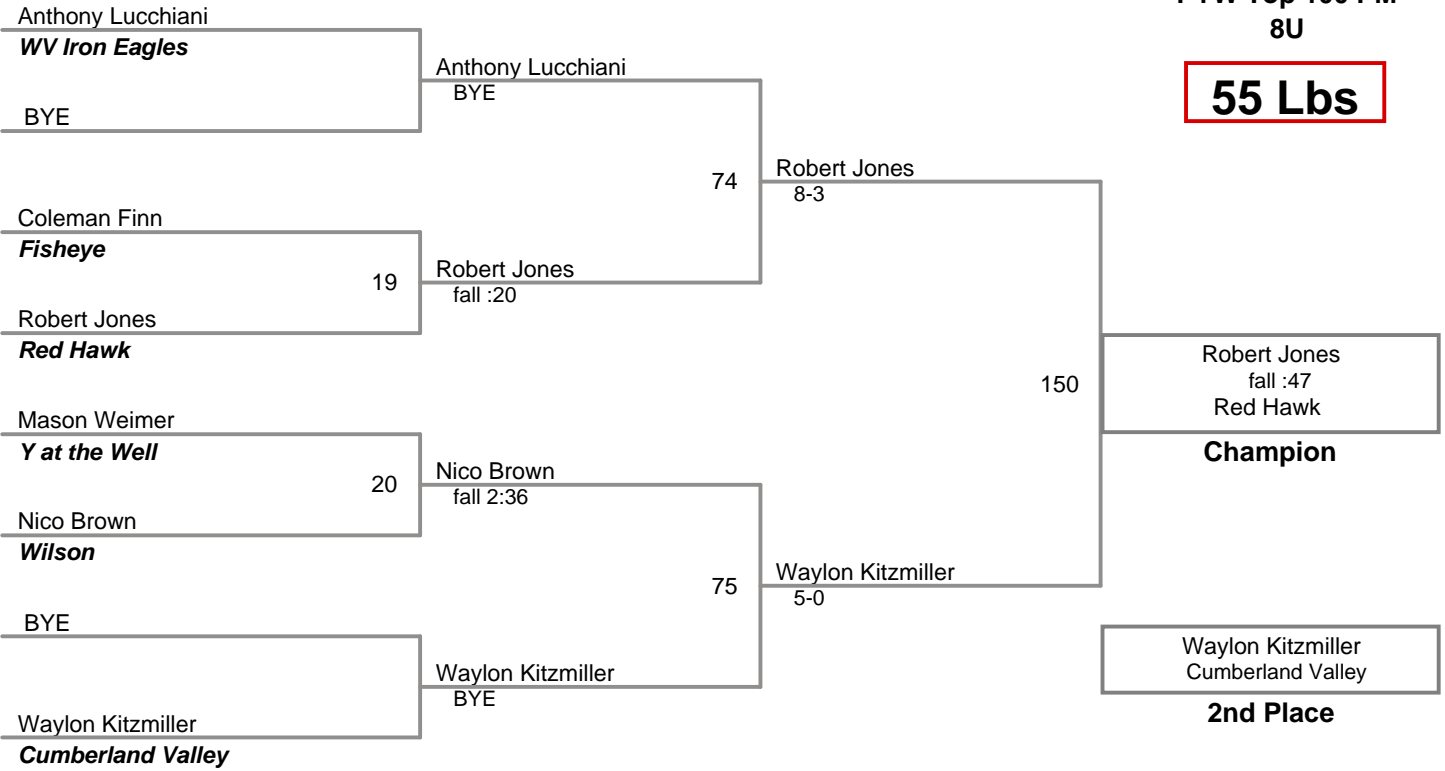 8U
55 Lbs
Anthony Lucchiani
WV Iron Eagles
BYE
Coleman Finn
Fisheye
19
Robert Jones
Red Hawk
Mason Weimer
Y at the Well
20
Nico Brown
Wilson
BYE
Waylon Kitzmiller
Cumberland Valley
Anthony Lucchiani
BYE
74
Robert Jones
fall :20
Nico Brown
fall 2:36
75
Waylon Kitzmiller
BYE
Robert Jones
8-3
150
Waylon Kitzmiller
5-0
Robert Jones
fall :47
Red Hawk
Champion
Waylon Kitzmiller
Cumberland Valley
2nd Place